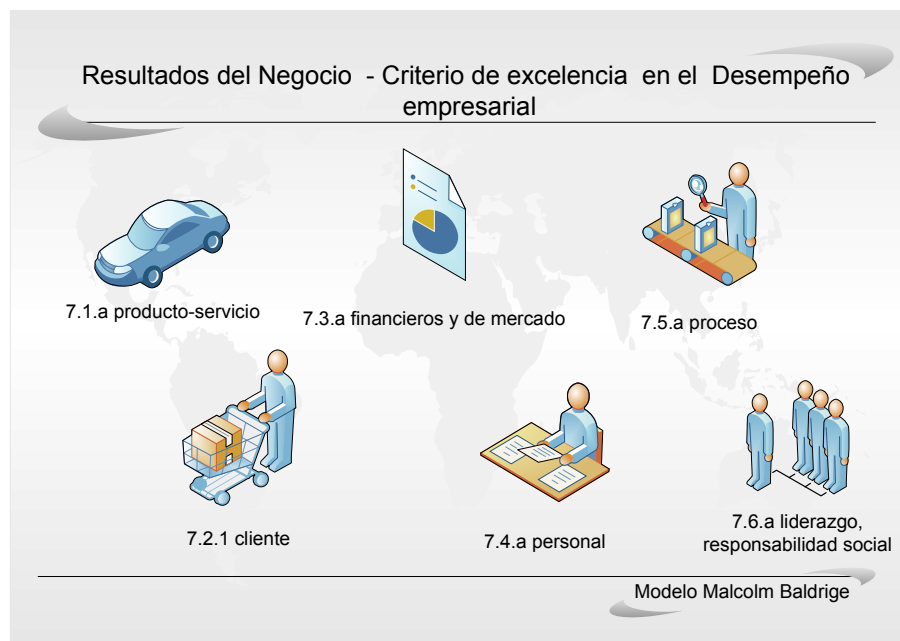 Resultados del Negocio - Criterio de excelencia en el Desempeño
empresarial
7.1.a producto-servicio
7.3.a financieros y de mercado
7.5.a proceso
7.2.1 cliente
7.4.a personal
7.6.a liderazgo,
responsabilidad social
Modelo Malcolm Baldrige